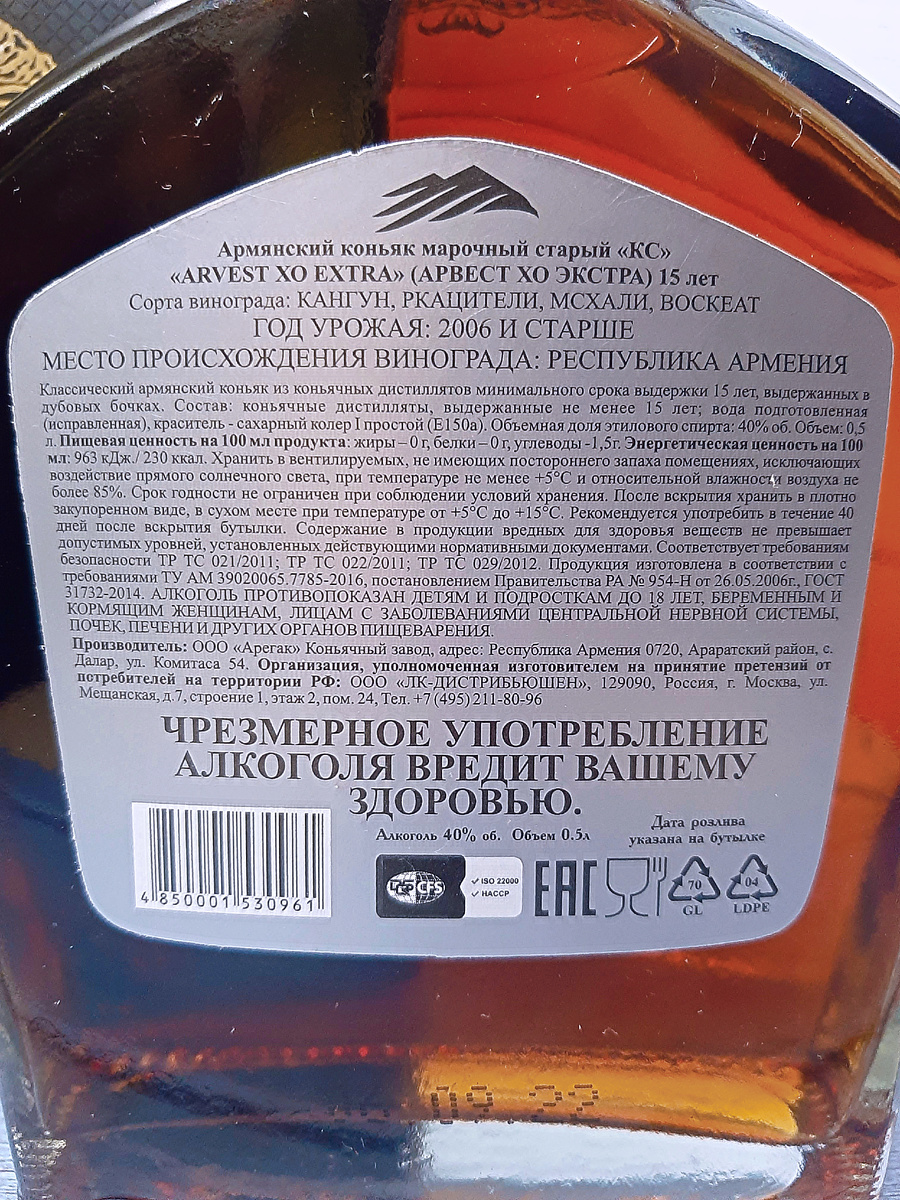 Армянский коньяк марочный старый «КС»
«ARVEST XO EXTRA» (АРВЕСТ ХО ЭКСТРА) 15 лет
Сорта винограда: КАНГУН, РКАЦИТЕЛИ, МСХАЛИ, ВОСКЕАТ
ГОД УРОЖАЯ: 2006 И СТАРШЕ
МЕСТО ПРОИСХОЖДЕНИЯ ВИНОГРАДА: РЕСПУБЛИКА АРМЕНИЯ
Классический армянский коньяк из коньячных дистиллятов минимального срока выдержки 15 лет, выдержанных в
дубовых бочках. Состав: коньячные дистилляты, выдержанные не менее 15 лет; вода подготовленная
(исправленная), краситель - сахарный колер I простой (Е150а). Объемная доля этилового спирта: 40% об. Объем: 0,5
л. Пищевая ценность на 100 мл продукта: жиры – 0 г, белки – 0 г, углеводы -1,5г. Энергетическая ценность на 100
мл: 963 кДж./ 230 ккал. Хранить в вентилируемых, не имеющих постороннего запаха помещениях, исключающих
воздействие прямого солнечного света, при температуре не менее +5°С и относительной влажности воздуха не
более 85%. Срок годности не ограничен при соблюдении условий хранения. После вскрытия хранить в плотно
закупоренном виде, в сухом месте при температуре от +5°С до +15°С. Рекомендуется употребить в течение 40
дней после вскрытия бутылки. Содержание в продукции вредных для здоровья веществ не превышает
допустимых уровней, установленных действующими нормативными документами. Соответствует требованиям
безопасности ТР ТС 021/2011; ТР ТС 022/2011; ТР ТС 029/2012. Продукция изготовлена в соответствии с
требованиями ТУ АМ 39020065.7785-2016, постановлением Правительства РА № 954-Н от 26.05.2006г., ГОСТ
31732-2014. АЛКОГОЛЬ ПРОТИВОПОКАЗАН ДЕТЯМ И ПОДРОСТКАМ ДО 18 ЛЕТ, БЕРЕМЕННЫМ И
КОРМЯЩИМ ЖЕНЩИНАМ, ЛИЦАМ С ЗАБОЛЕВАНИЯМИ ЦЕНТРАЛЬНОЙ НЕРВНОЙ СИСТЕМЫ,
ПОЧЕК, ПЕЧЕНИ И ДРУГИХ ОРГАНОВ ПИЩЕВАРЕНИЯ.
Производитель: ООО «Арегак» Коньячный завод, адрес: Республика Армения 0720, Араратский район, с.
Далар, ул. Комитаса 54. Организация, уполномоченная изготовителем на принятие претензий от
потребителей на территории РФ: ООО «ЛК-ДИСТРИБЬЮШЕН», 129090, Россия, г. Москва, ул.
Мещанская, д.7, строение 1, этаж 2, пом. 24, Тел. +7 (495) 211-80-96
ЧРЕЗМЕРНОЕ УПОТРЕБЛЕНИЕ
АЛКОГОЛЯ ВРЕДИТ ВАШЕМУ
ЗДОРОВЬЮ.
Алкоголь 40% об. Объем 0.5л
Дата розлива
указана на бутылке
4 850001 530961
CFS
ISO 22000
HACCP
EAC
70
GL
04
LDPE
09.22